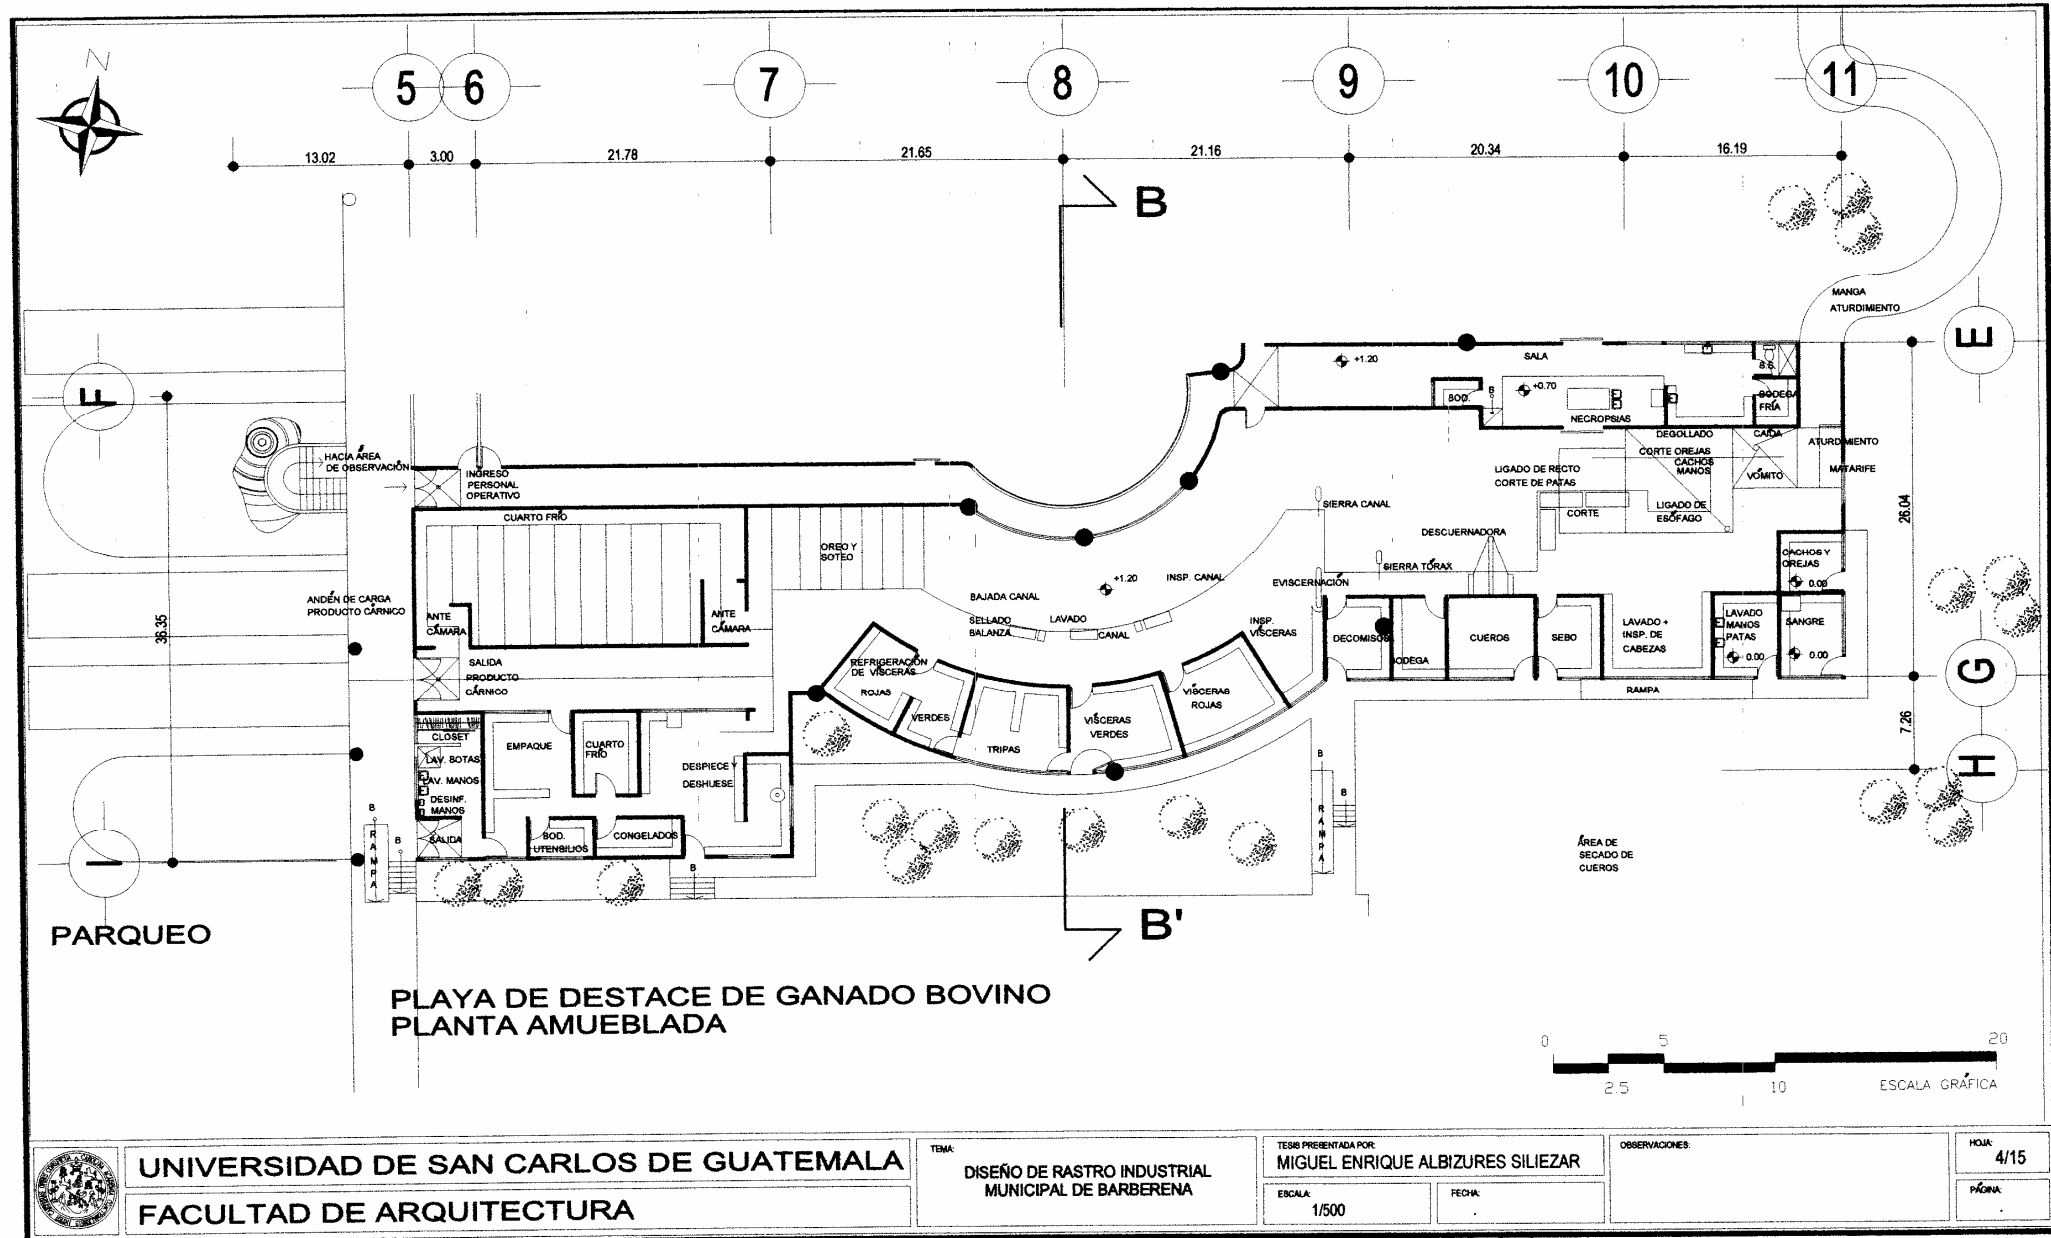 N
5
6
7
8
9
10
11
13.02
3.00
21.78
21.65
21.16
20.34
16.19
B
MANGA
ATURDIMIENTO
E
F
SALA
+1.20
+0.70
S.S.
BOD.
B
NECROPSIAS
BODEGA
FRÍA
DEGOLLADO
CAÍDA
ATURDIMIENTO
CORTE OREJAS
CACHOS
MANOS
VÓMITO
MATARIFE
LIGADO DE RECTO
CORTE DE PATAS
HACIA ÁREA
DE OBSERVACIÓN
INGRESO
PERSONAL
OPERATIVO
CUARTO FRÍO
SIERRA CANAL
CORTE
LIGADO DE
ESÓFAGO
26.04
DESCUERNADORA
OREO Y
SOTEO
CACHOS Y
OREJAS
0.00
SIERRA TÓRAX
+1.20
INSP. CANAL
EVISCERNACIÓN
ANDÉN DE CARGA
PRODUCTO CÁRNICO
BAJADA CANAL
36.35
ANTE
CÁMARA
ANTE
CÁMARA
SELLADO
BALANZA
LAVADO
CANAL
INSP.
VÍSCERAS
DECOMISOS
BODEGA
CUEROS
SEBO
LAVADO +
INSP. DE
CABEZAS
LAVADO
MANOS
PATAS
0.00
SANGRE
0.00
G
SALIDA
PRODUCTO
CÁRNICO
REFRIGERACIÓN
DE VÍSCERAS
ROJAS
VERDES
TRIPAS
VÍSCERAS
VERDES
VÍSCERAS
ROJAS
RAMPA
7.26
H
CLOSET
LAV. BOTAS
LAV. MANOS
DESINF.
MANOS
SALIDA
EMPAQUE
CUARTO
FRÍO
DESPIECE Y
DESHUESE
BOD.
UTENSILIOS
CONGELADOS
B
B
B
B
B
RAMPA
RAMPA
I
ÁREA DE
SECADO DE
CUEROS
PARQUEO
B'
PLAYA DE DESTACE DE GANADO BOVINO
PLANTA AMUEBLADA
0
5
20
2.5
10
ESCALA GRÁFICA
UNIVERSIDAD DE SAN CARLOS DE GUATEMALA
FACULTAD DE ARQUITECTURA
TEMA:
DISEÑO DE RASTRO INDUSTRIAL
MUNICIPAL DE BARBERENA
TESIS PRESENTADA POR:
MIGUEL ENRIQUE ALBIZURES SILIEZAR
ESCALA:
1/500
FECHA:
OBSERVACIONES:
HOJA:
4/15
PÁGINA: